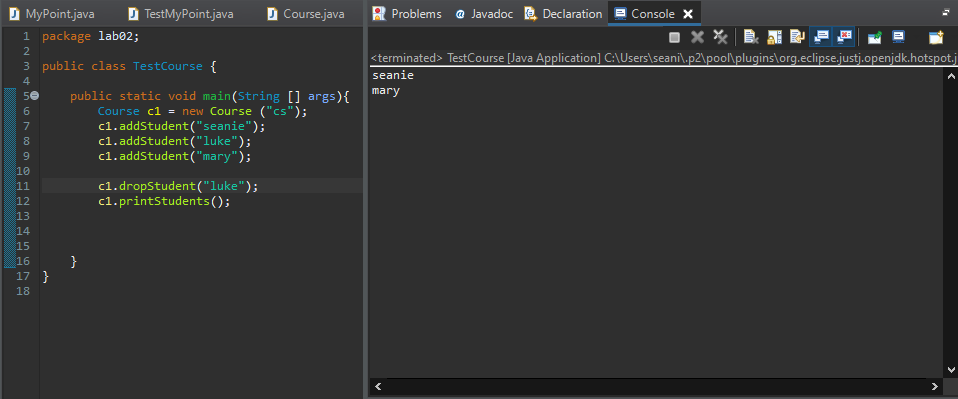 MyPoint.java TestMyPoint.java Course.java
1 package lab02;
2
3 public class TestCourse {
4
5 public static void main(String [] args){
6 Course c1 = new Course ("cs");
7 c1.addStudent("seanie");
8 c1.addStudent("luke");
9 c1.addStudent("mary");
10
11 c1.dropStudent("luke");
12 c1.printStudents();
13
14
15
16 }
17 }
18
Problems @ Javadoc Declaration Console
<terminated> TestCourse [Java Application] C:\Users\seani\.p2\pool\plugins\org.eclipse.justj.openjdk.hotspot.j
seanie
mary